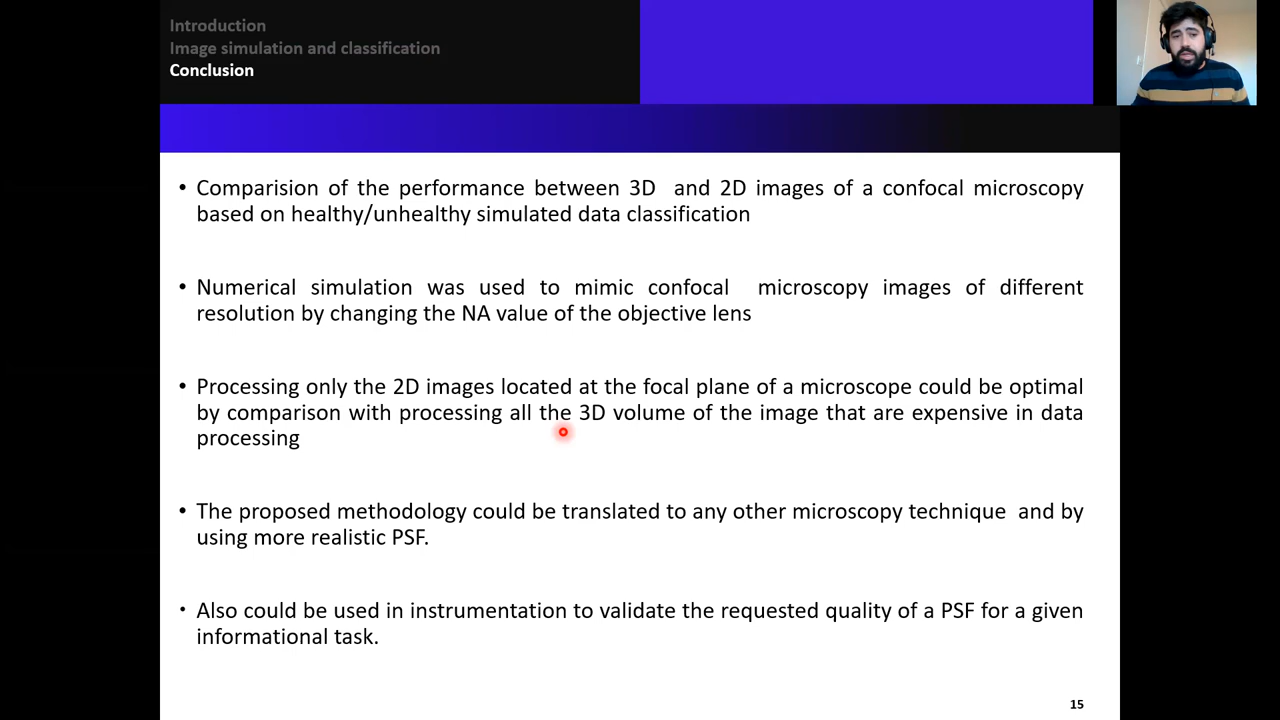 Introduction
Image simulation and classification
Conclusion
• Comparision of the performance between 3D and 2D images of a confocal microscopy
based on healthy/unhealthy simulated data classification
• Numerical simulation was used to mimic confocal microscopy images of different
resolution by changing the NA value of the objective lens
• Processing only the 2D images located at the focal plane of a microscope could be optimal
by comparison with processing all the 3D volume of the image that are expensive in data
processing
• The proposed methodology could be translated to any other microscopy technique and by
using more realistic PSF.
• Also could be used in instrumentation to validate the requested quality of a PSF for a given
informational task.
15